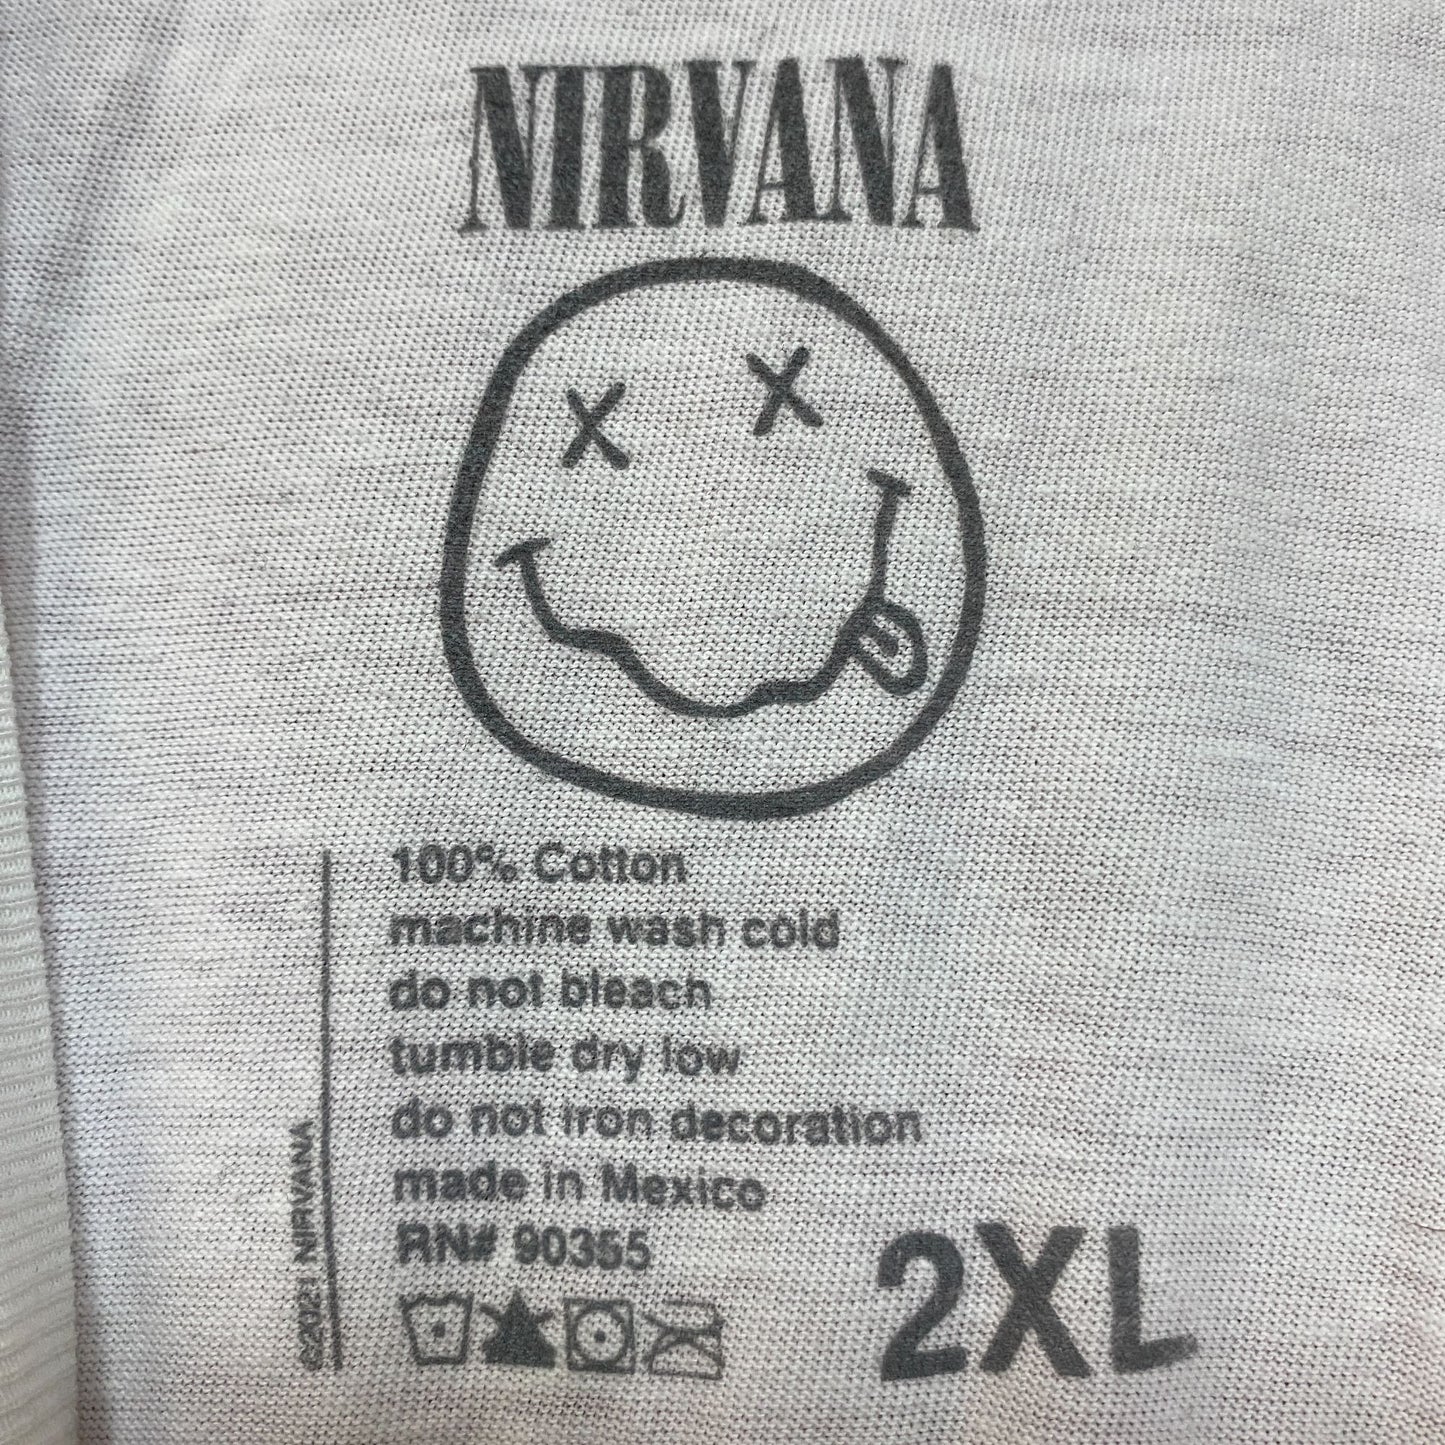 NIRVANA
100% Cotton
machine wash cold
do not bleach
tumble dry low
do not iron decoration
made in Mexico
RN# 90355
©2021 NIRVANA
2XL